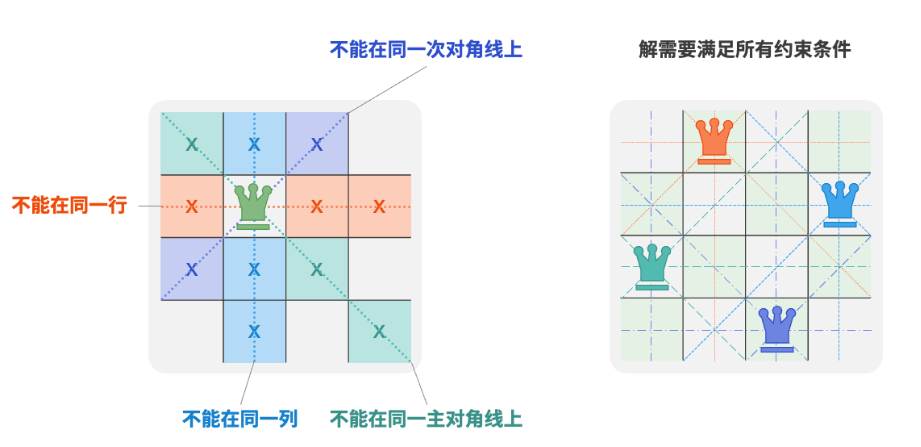 不能在同一次对角线上
解需要满足所有约束条件
X X X
不能在同一行
X X X
X X X
X X
不能在同一列
不能在同一主对角线上